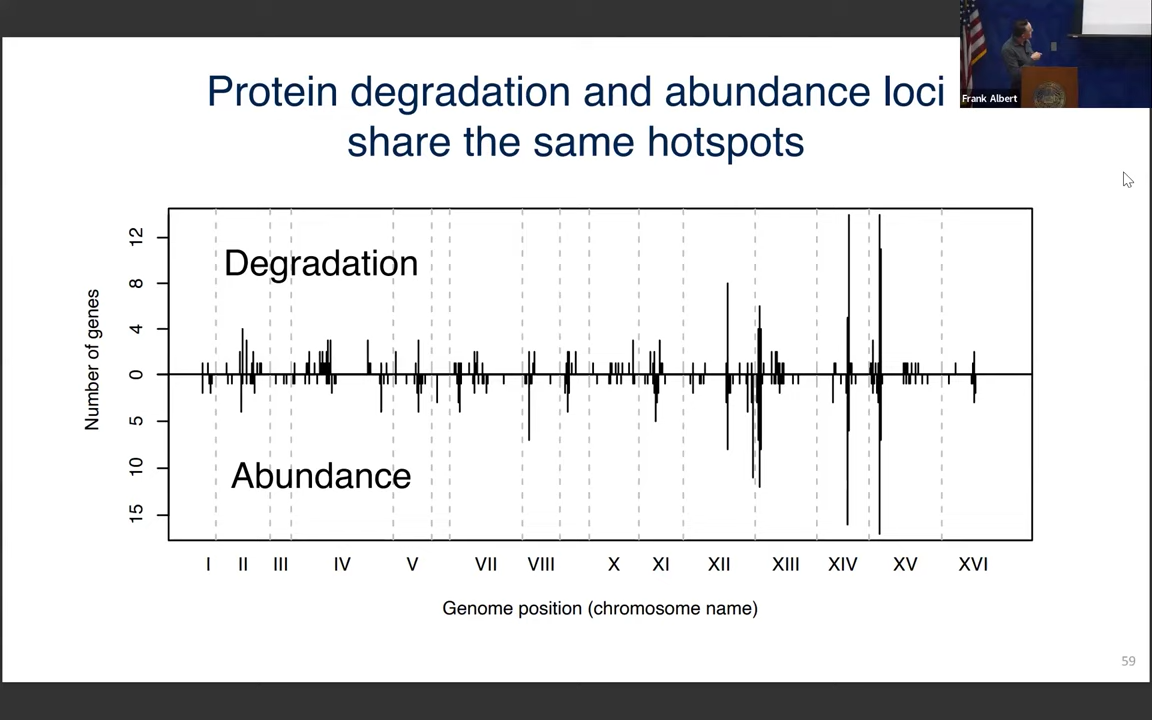 Frank Albert
Protein degradation and abundance loci
share the same hotspots
Degradation
Abundance
Number of genes
12
8
4
0
5
10
15
I II III IV V VII VIII X XI XII XIII XIV XV XVI
Genome position (chromosome name)
59